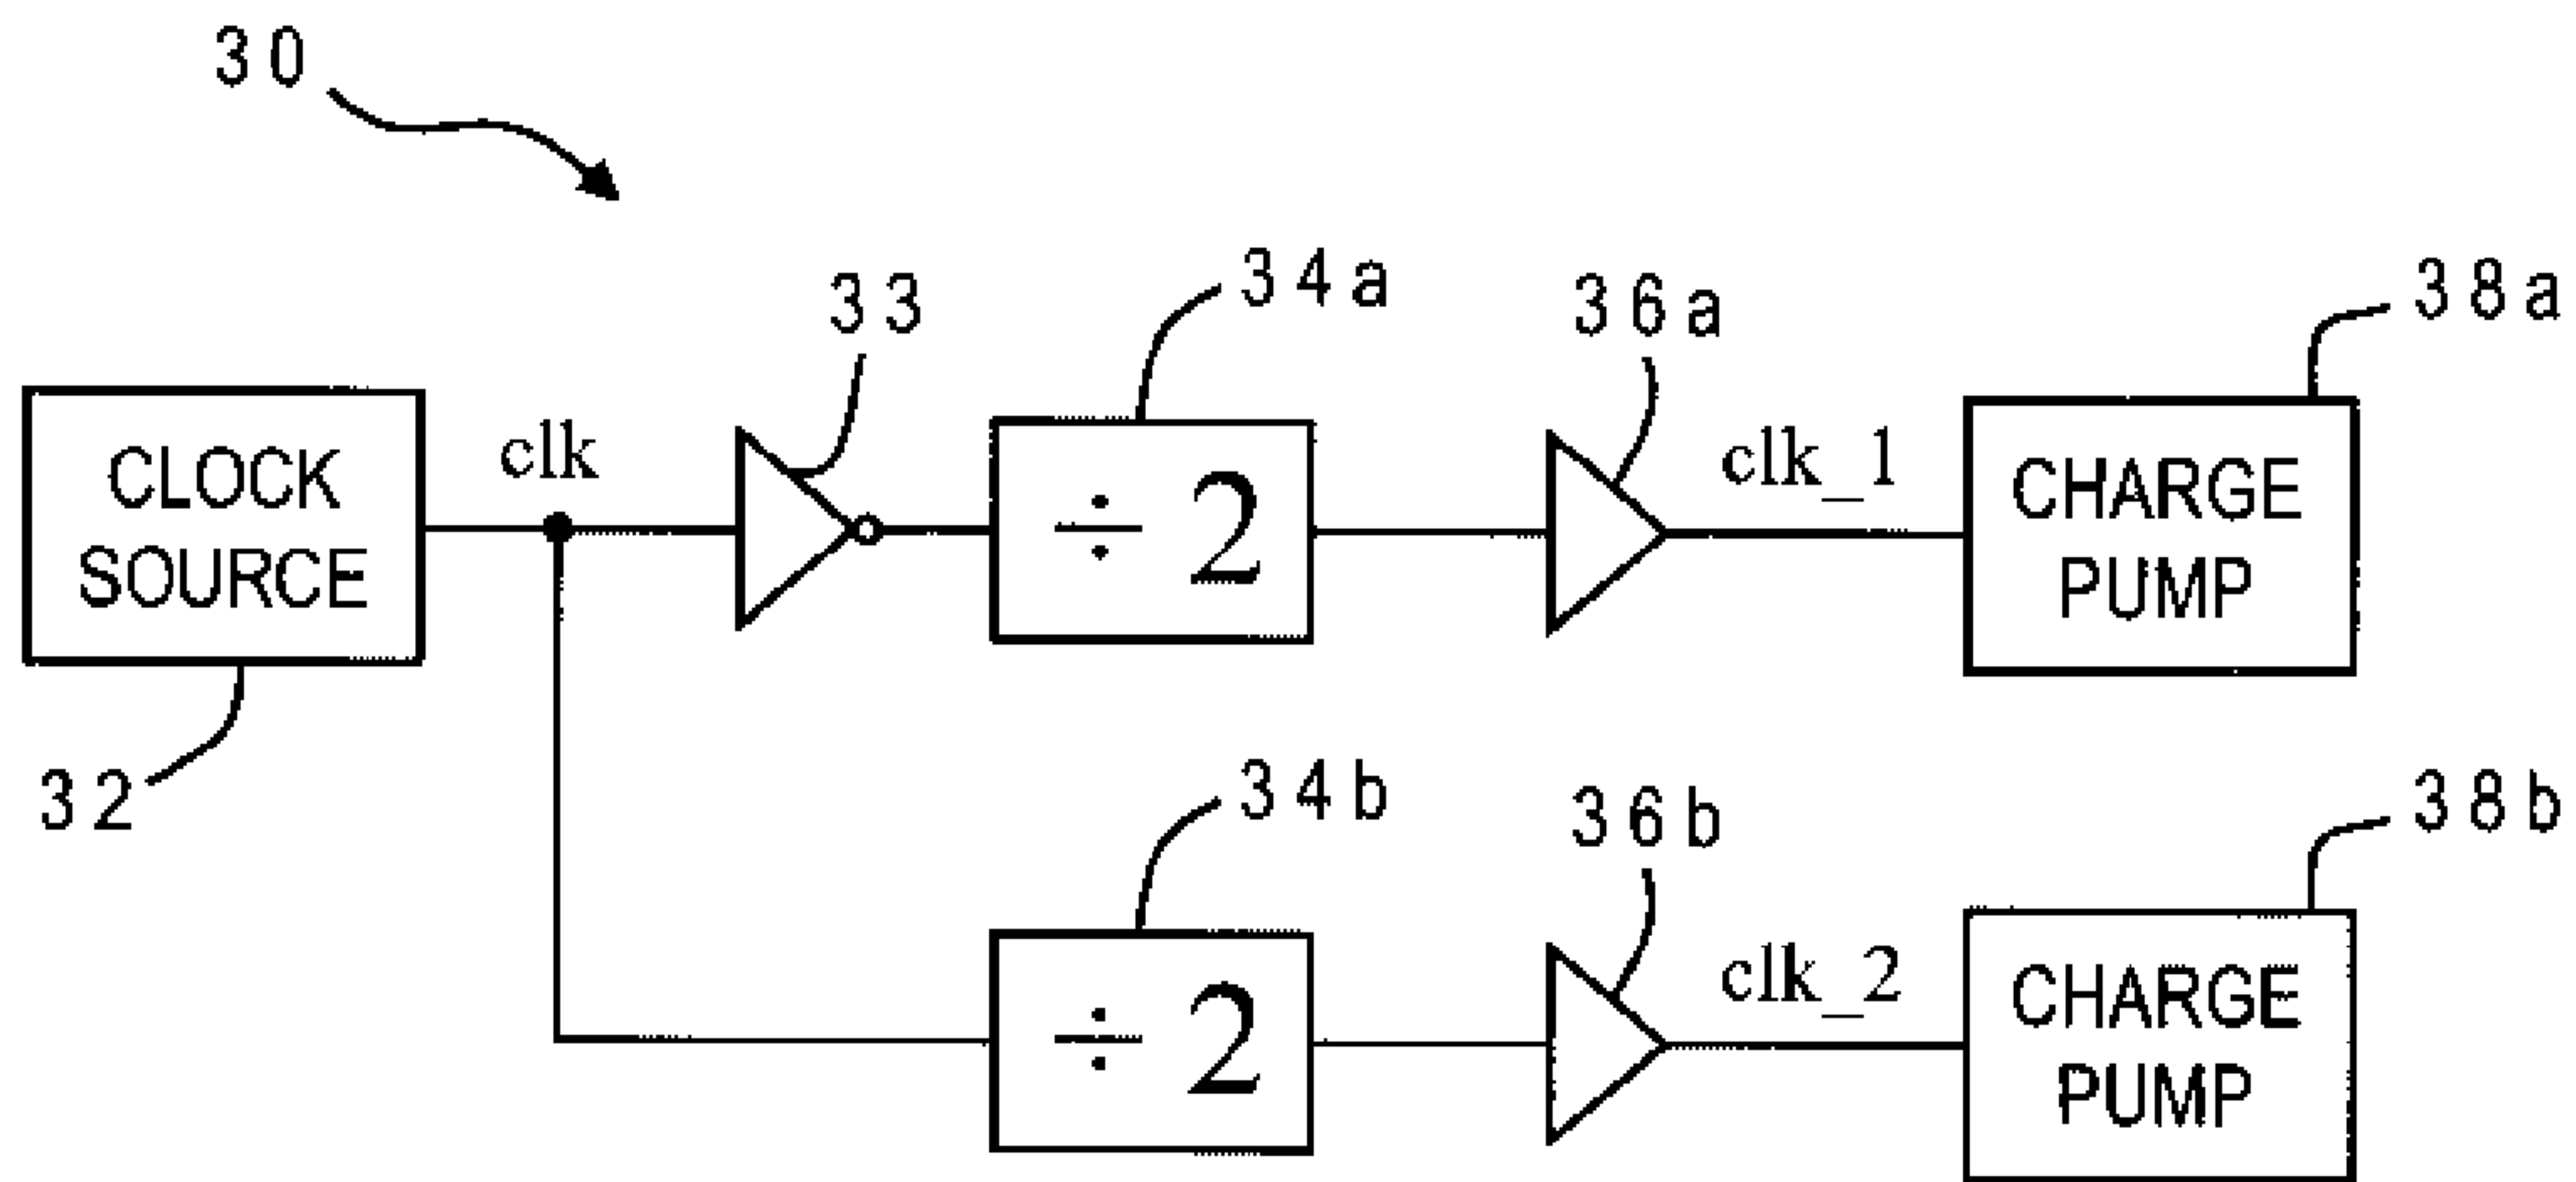 30
33
34a
36a
38a
CLOCK
SOURCE
clk
÷ 2
clk_1
CHARGE
PUMP
32
34b
36b
38b
÷ 2
clk_2
CHARGE
PUMP